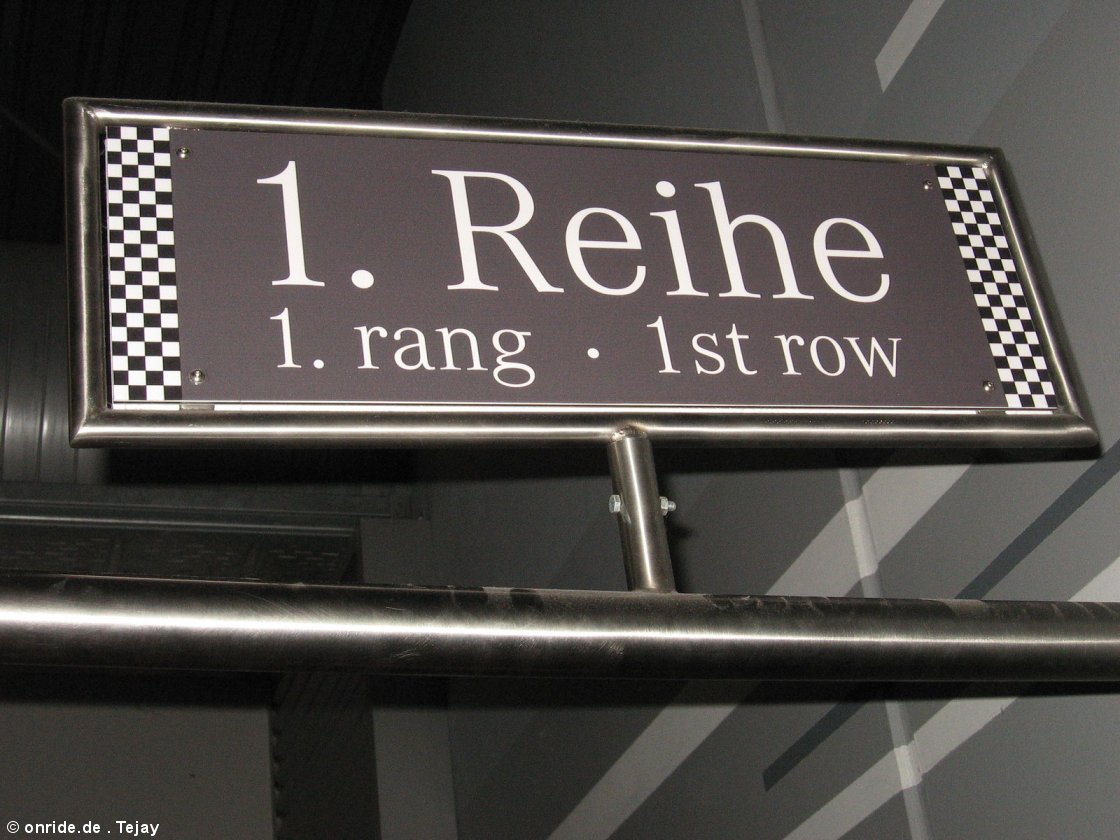 1. Reihe
1. rang · 1st row
© onride.de . Tejay